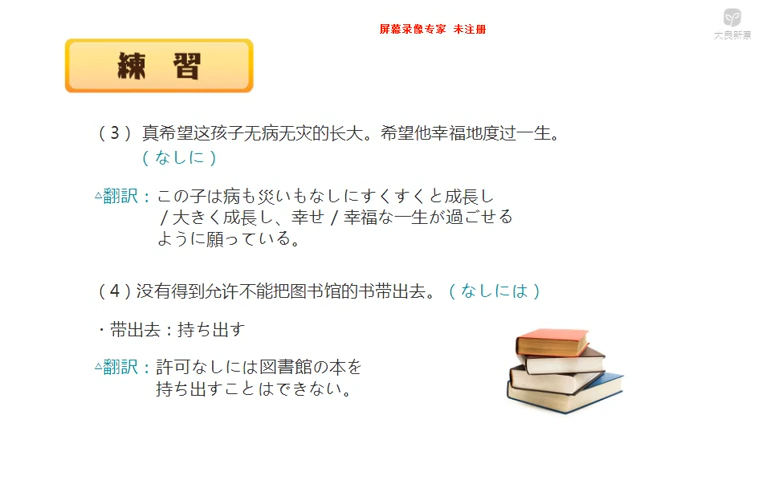 屏幕录像专家 未注册
大良新薏
練 習
（3） 真希望这孩子无病无灾的长大。希望他幸福地度过一生。
（なしに）
△翻訳：この子は病も災いもなしにすくすくと成長し
/ 大きく成長し、幸せ / 幸福な一生が過ごせる
ように願っている。
（4）没有得到允许不能把图书馆的书带出去。（なしには）
・带出去：持ち出す
△翻訳：許可なしには図書館の本を
持ち出すことはできない。